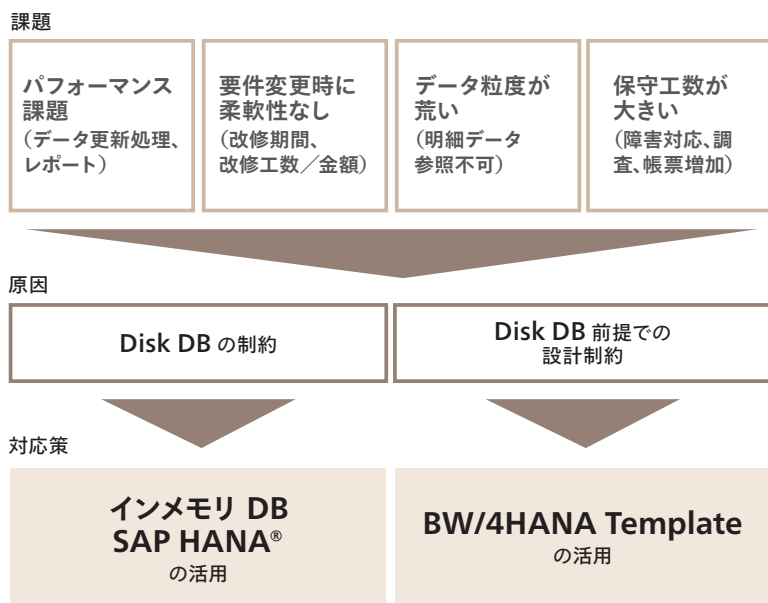 課題
パフォーマンス
課題
（データ更新処理、
レポート）
要件変更時に
柔軟性なし
（改修期間、
改修工数／金額）
データ粒度が
荒い
（明細データ
参照不可）
保守工数が
大きい
（障害対応、調
査、帳票増加）
原因
Disk DB の制約
Disk DB 前提での
設計制約
対応策
インメモリ DB
SAP HANA®
の活用
BW/4HANA Template
の活用